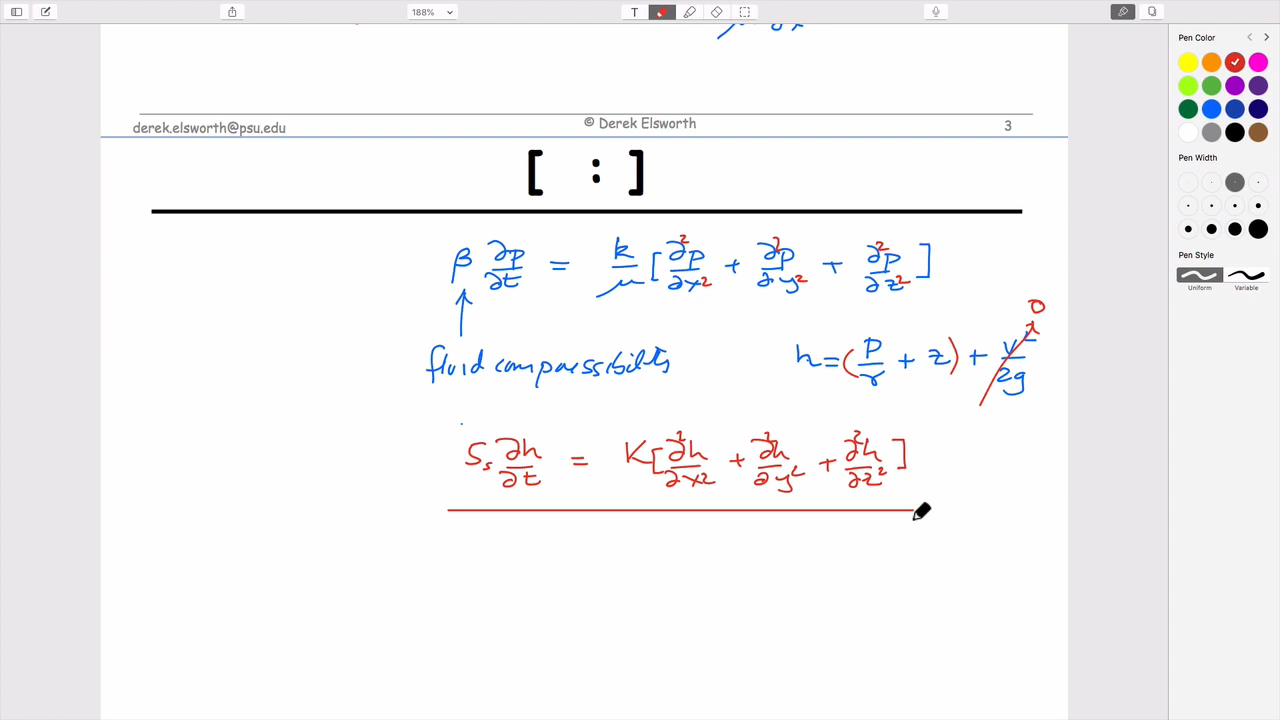 188%
T
Pen Color
derek.elsworth@psu.edu
© Derek Elsworth
3
[ : ]
Pen Width
β ∂p/∂t = k/μ [∂²p/∂x² + ∂²p/∂y² + ∂²p/∂z²]
Pen Style
Uniform
Variable
0
fluid compressibility
h = (p/γ + z) + v²/2g
Sₛ ∂h/∂t = K[∂²h/∂x² + ∂²h/∂y² + ∂²h/∂z²]